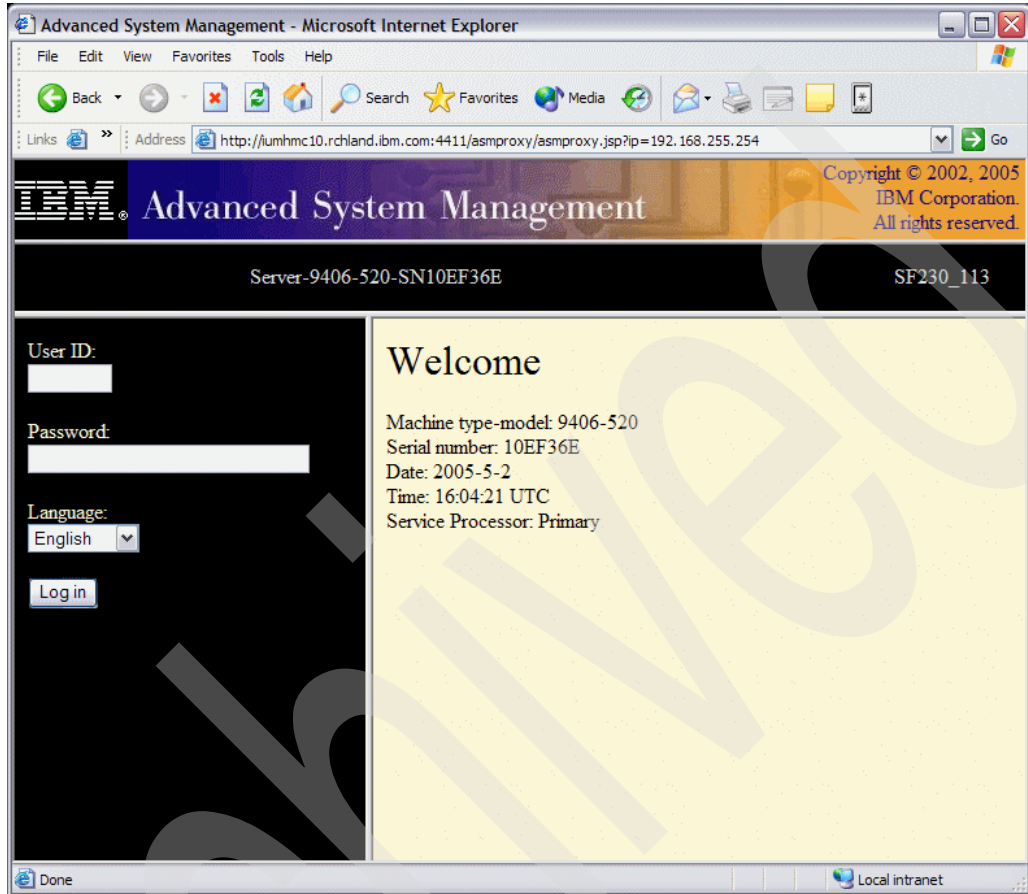 Advanced System Management - Microsoft Internet Explorer
File Edit View Favorites Tools Help
Back Search Favorites Media
Links » Address http://iumhmc10.rchland.ibm.com:4411/asmproxy/asmproxy.jsp?ip=192.168.255.254 Go
IBM® Advanced System Management
Copyright © 2002, 2005
IBM Corporation.
All rights reserved.
Server-9406-520-SN10EF36E SF230_113
User ID:
Password:
Language:
English
Log in
Welcome
Machine type-model: 9406-520
Serial number: 10EF36E
Date: 2005-5-2
Time: 16:04:21 UTC
Service Processor: Primary
Done Local intranet